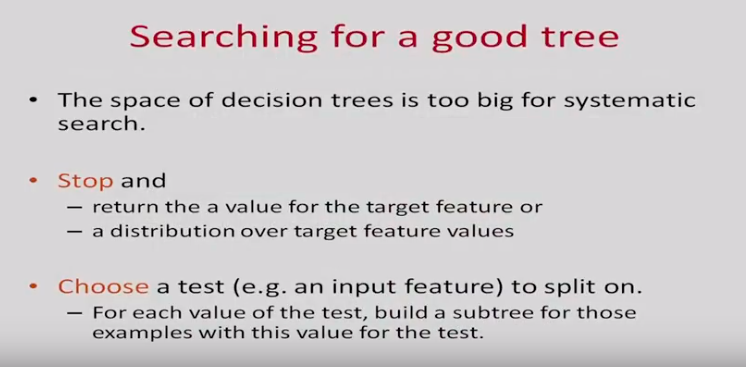 Searching for a good tree
• The space of decision trees is too big for systematic
search.
• Stop and
– return the a value for the target feature or
– a distribution over target feature values
• Choose a test (e.g. an input feature) to split on.
– For each value of the test, build a subtree for those
examples with this value for the test.